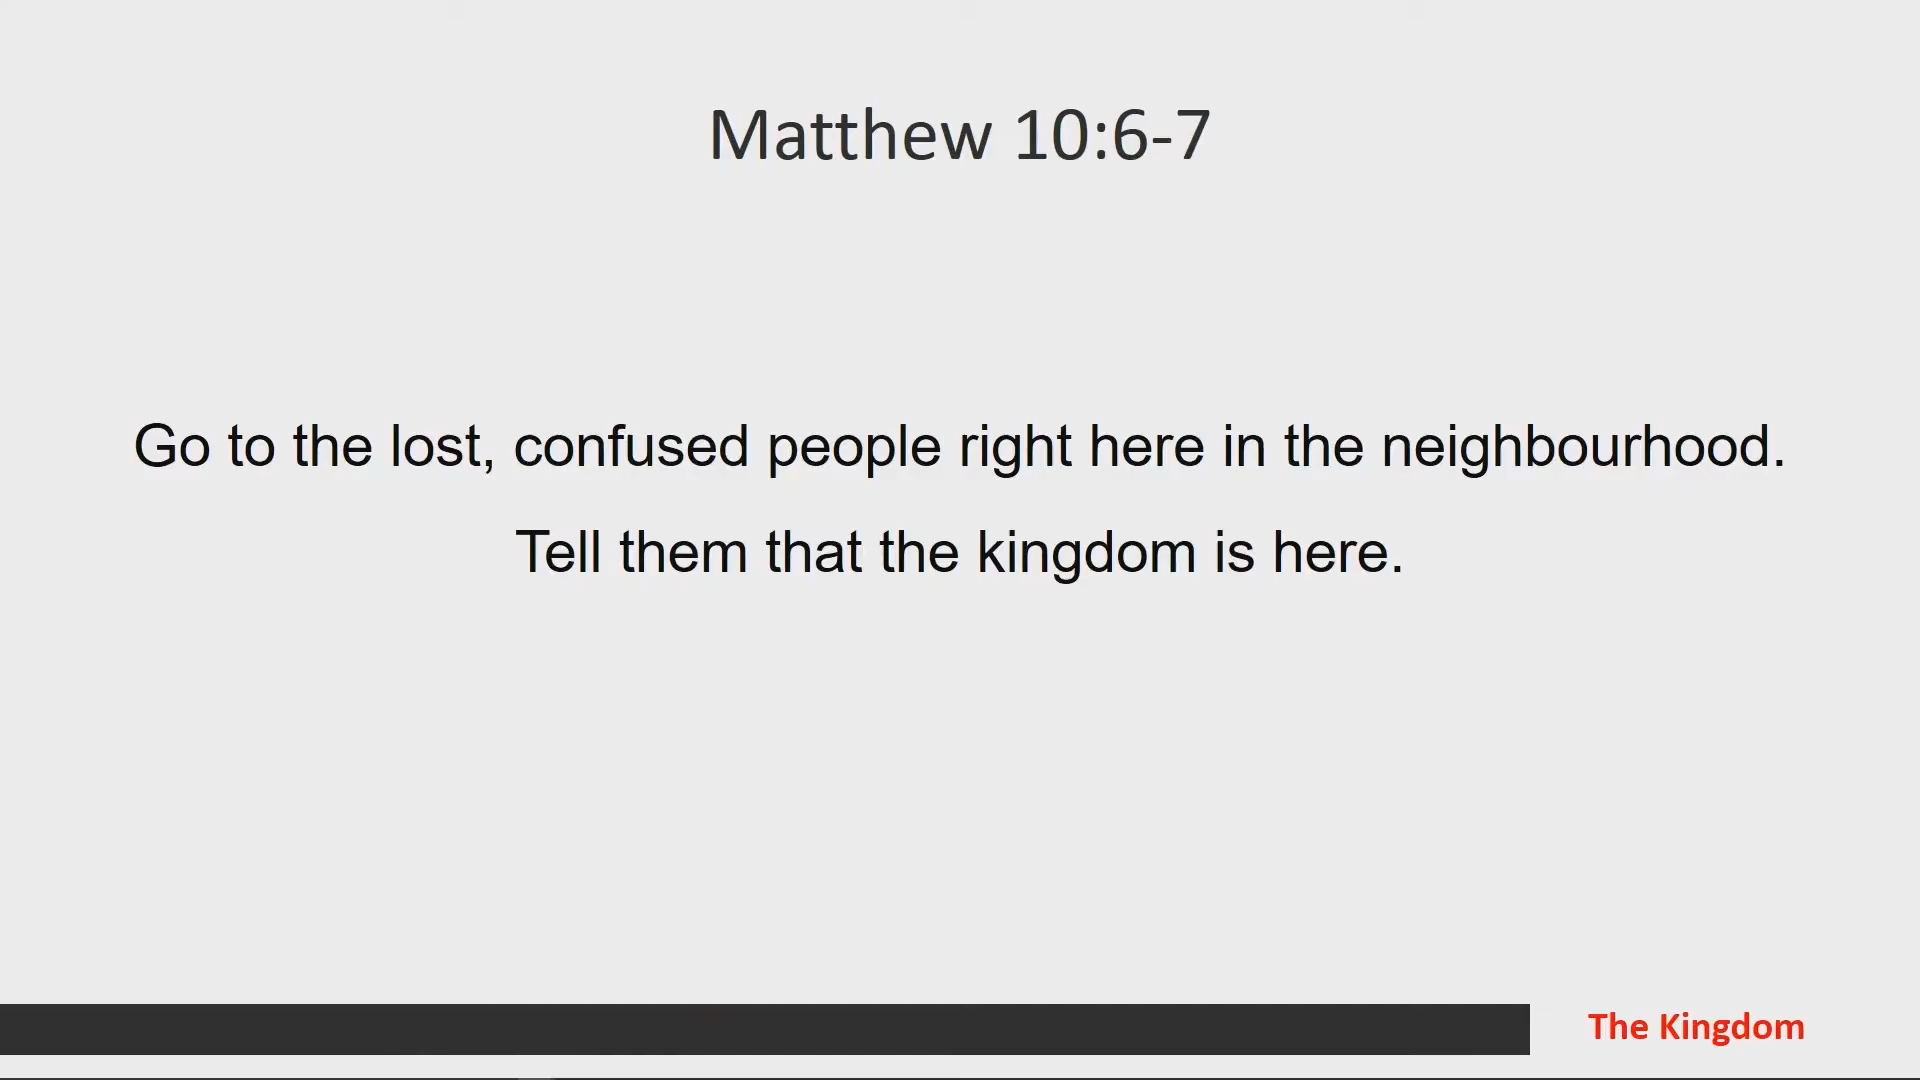 Matthew 10:6-7
Go to the lost, confused people right here in the neighbourhood.
Tell them that the kingdom is here.
The Kingdom